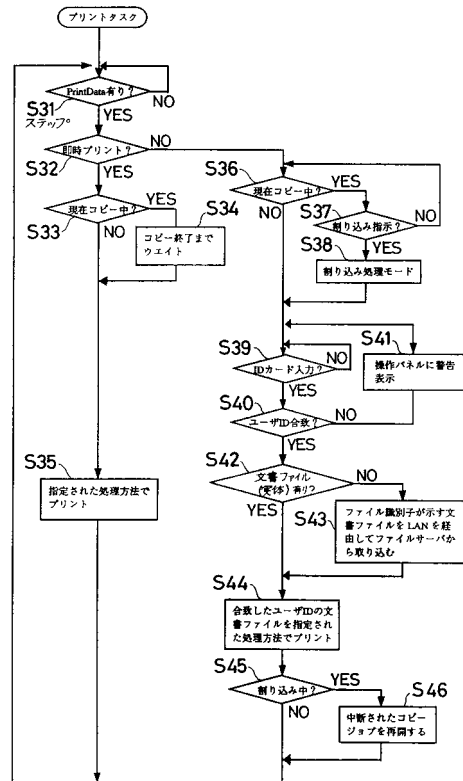 プリントタスク
PrintData有り?
S31
ステップ
NO
YES
即時プリント?
S32
NO
YES
現在コピー中?
S33
YES
NO
S34
コピー終了まで
ウエイト
S35
指定された処理方法で
プリント
S36
現在コピー中?
YES
NO
S37
割り込み指示?
NO
YES
S38
割り込み処理モード
S39
IDカード入力?
NO
YES
S40
ユーザID合致?
NO
YES
S41
操作パネルに警告
表示
S42
文書ファイル
(実体)有り?
NO
YES
S43
ファイル識別子が示す文
書ファイルをLANを経
由してファイルサーバか
ら取り込む
S44
合致したユーザIDの文
書ファイルを指定され
た処理方法でプリント
S45
割り込み中?
YES
NO
S46
中断されたコピー
ジョブを再開する